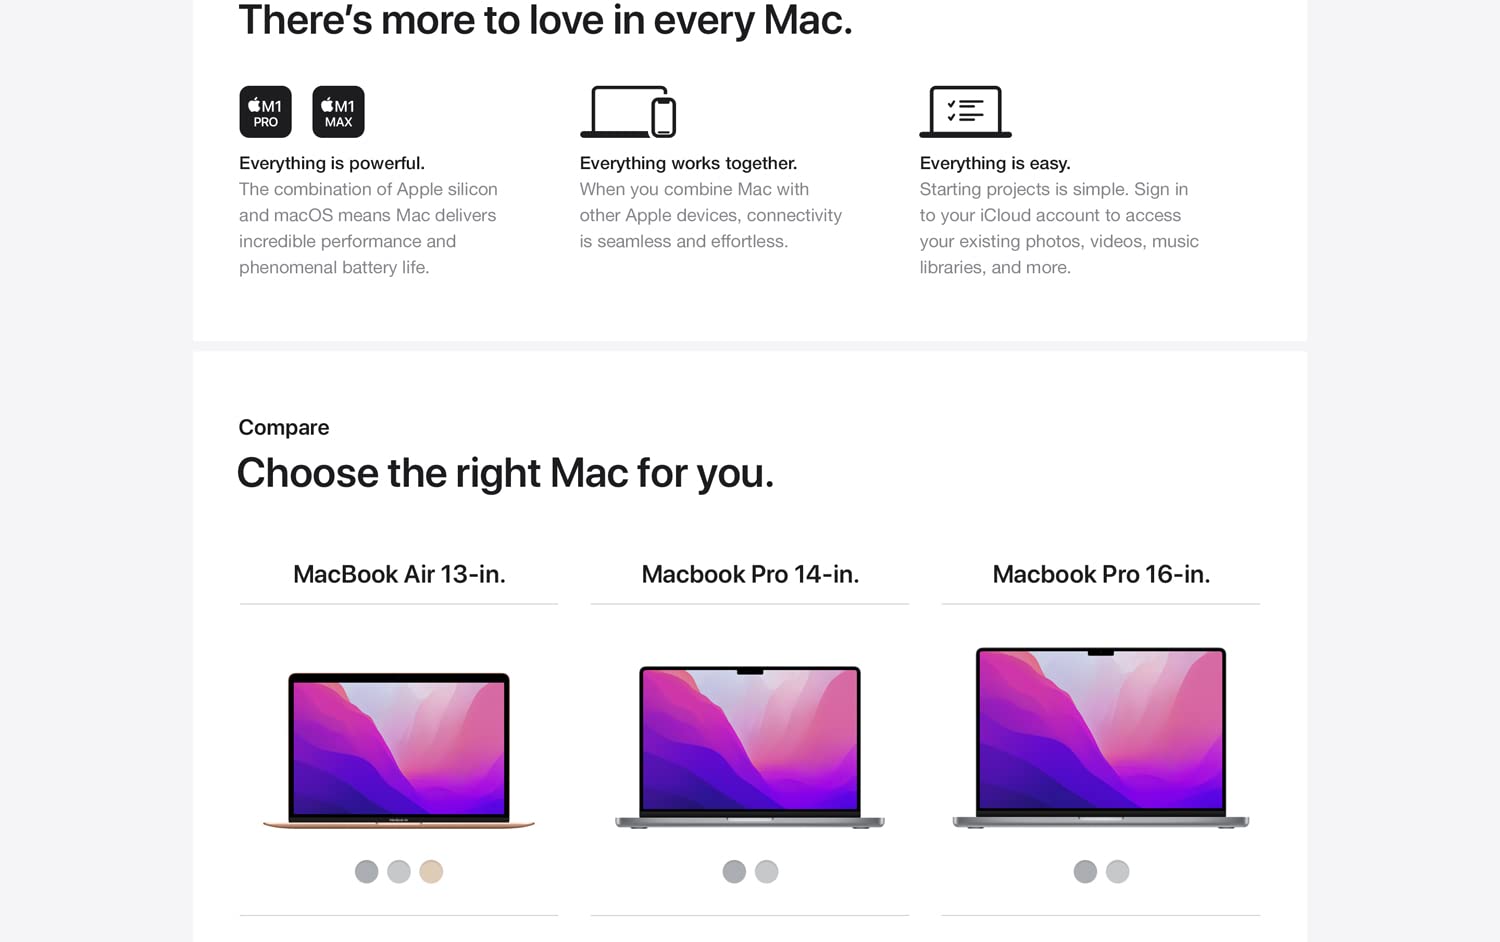 There's more to love in every Mac.
M1
PRO
M1
MAX
Everything is powerful.
The combination of Apple silicon
and macOS means Mac delivers
incredible performance and
phenomenal battery life.
Everything works together.
When you combine Mac with
other Apple devices, connectivity
is seamless and effortless.
Everything is easy.
Starting projects is simple. Sign in
to your iCloud account to access
your existing photos, videos, music
libraries, and more.
Compare
Choose the right Mac for you.
MacBook Air 13-in.
Macbook Pro 14-in.
Macbook Pro 16-in.